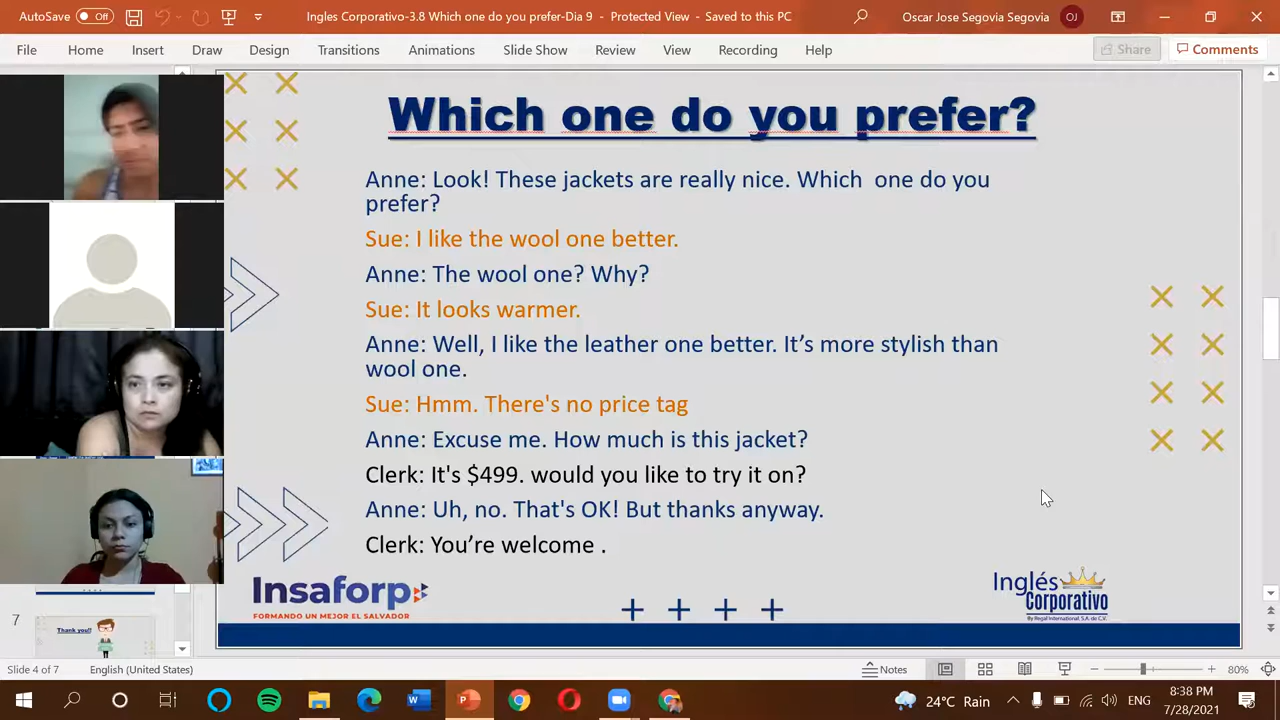 AutoSave Off Ingles Corporativo-3.8 Which one do you prefer-Dia 9 - Protected View - Saved to this PC Oscar Jose Segovia Segovia OJ
File Home Insert Draw Design Slide Show Transitions Animations Slide Show Review View Recording Help Share Comments
Which one do you prefer?
Anne: Look! These jackets are really nice. Which one do you
prefer?
Sue: I like the wool one better.
Anne: The wool one? Why?
Sue: It looks warmer.
Anne: Well, I like the leather one better. It’s more stylish than
wool one.
Sue: Hmm. There's no price tag
Anne: Excuse me. How much is this jacket?
Clerk: It's $499. would you like to try it on?
Anne: Uh, no. That's OK! But thanks anyway.
Clerk: You’re welcome .
Insaforp
FORMANDO UN MEJOR EL SALVADOR
Inglés
Corporativo
By Regal International, S.A. de C.V.
7
Thank you!!
Slide 4 of 7 English (United States) Notes 80%
24°C Rain ENG 8:38 PM
7/28/2021